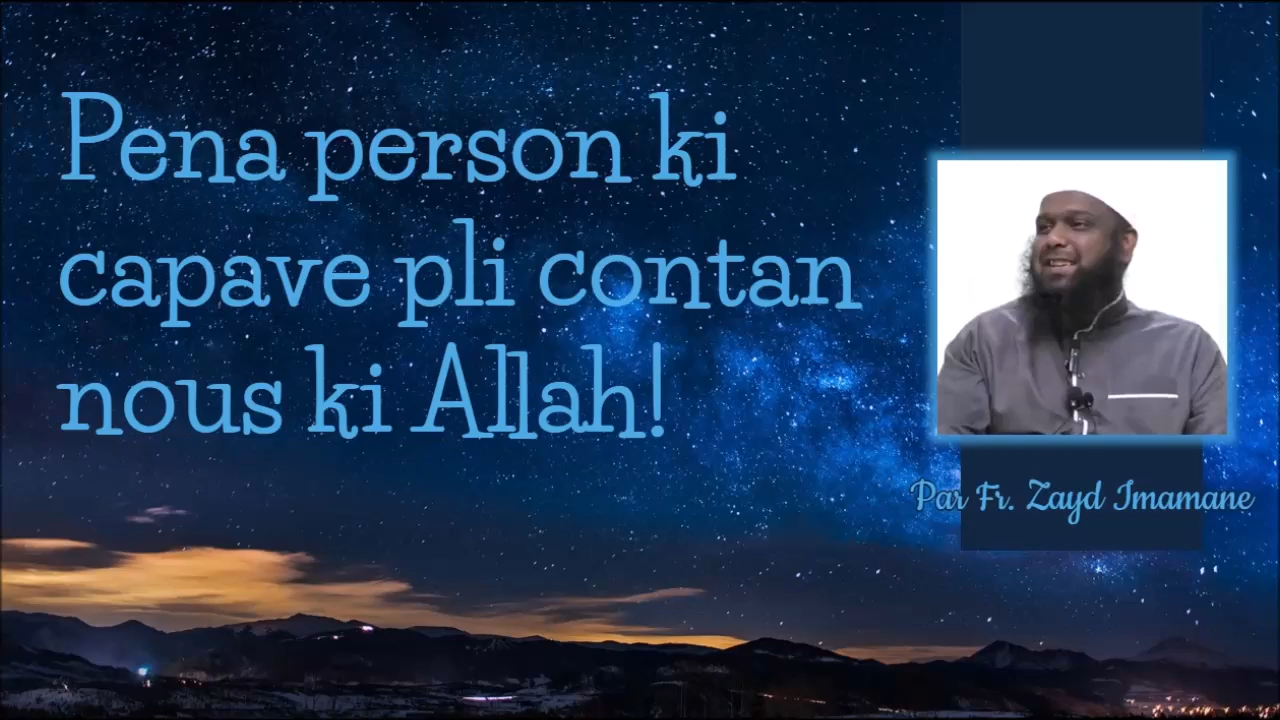 Pena person ki
capave pli contan
nous ki Allah!
Par Fr. Zayd Imamane